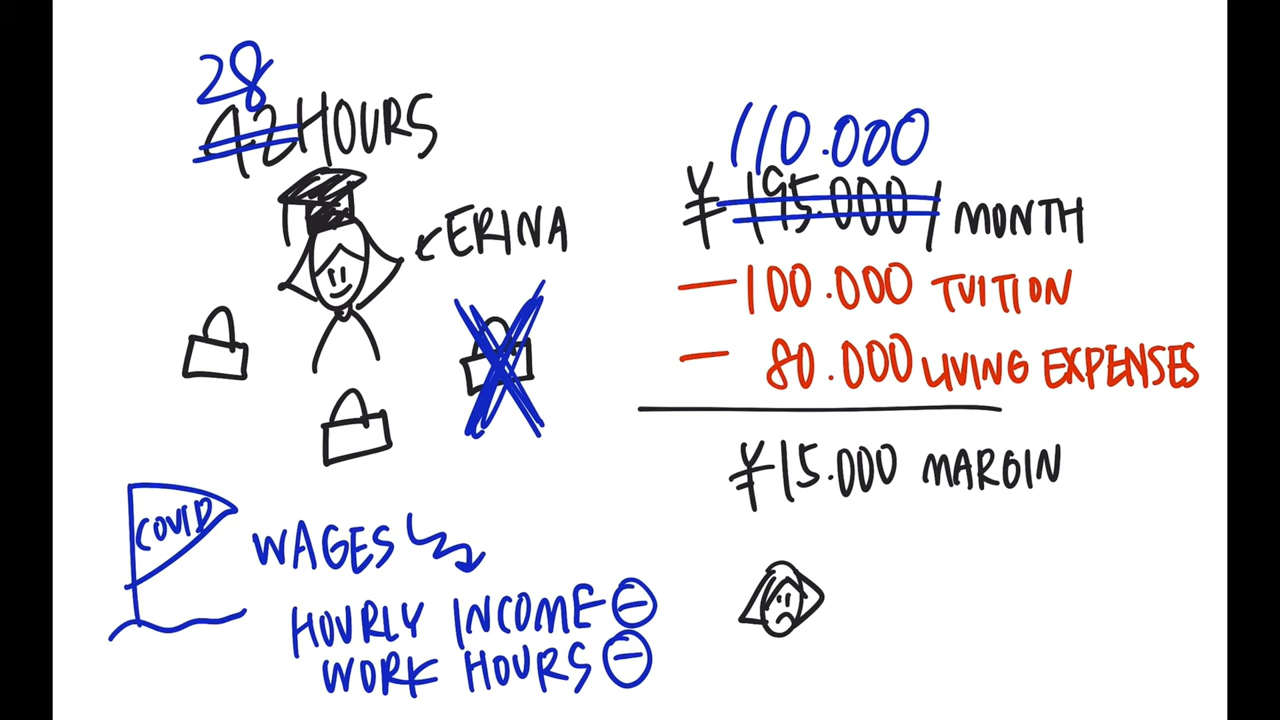 28
42 HOURS
← ERINA
110.000
¥ 195.000/ MONTH
- 100.000 TUITION
- 80.000 LIVING EXPENSES
¥ 15.000 MARGIN
COVID
WAGES
HOURLY INCOME ⊖
WORK HOURS ⊖